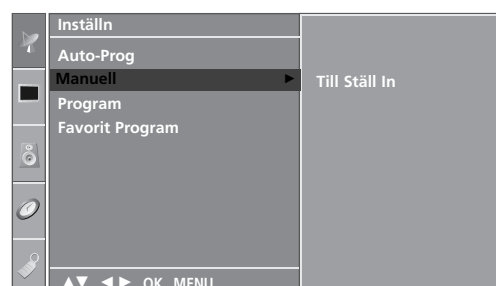 Inställn
Auto-Prog
Manuell ► Till Ställ In
Program
Favorit Program
▲▼ ◄► OK MENU